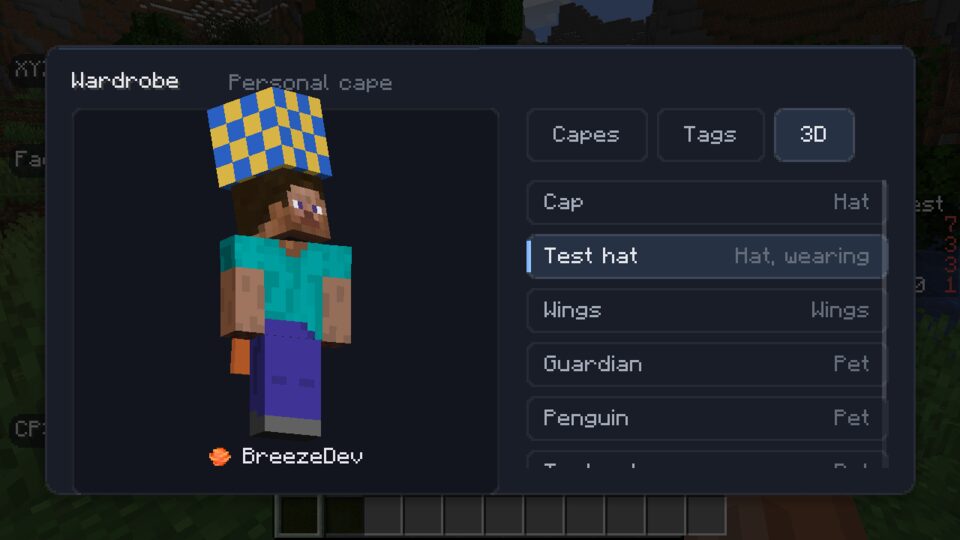 Wardrobe
Personal cape
Capes
Tags
3D
Cap
Hat
Test hat
Hat, wearing
Wings
Wings
Guardian
Pet
Penguin
Pet
BreezeDev